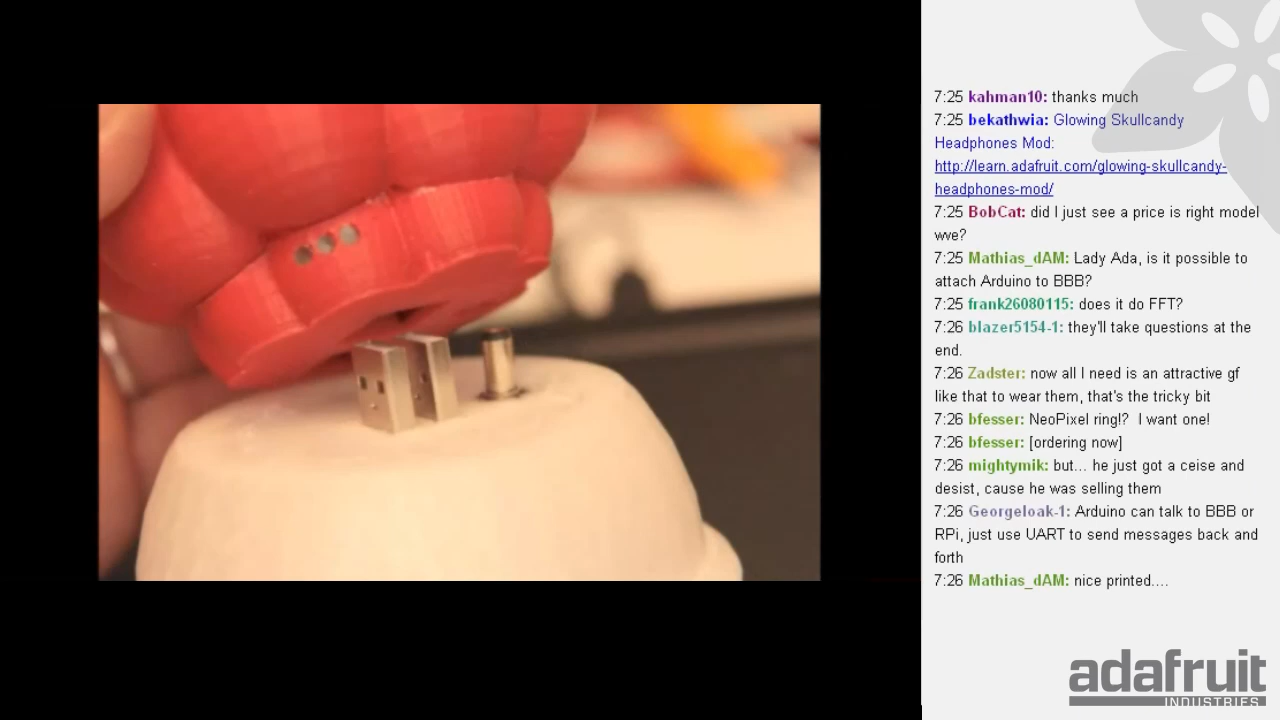 7:25 kahman10: thanks much
7:25 bekathwia: Glowing Skullcandy
Headphones Mod:
http://learn.adafruit.com/glowing-skullcandy-
headphones-mod/
7:25 BobCat: did I just see a price is right model
wve?
7:25 Mathias_dAM: Lady Ada, is it possible to
attach Arduino to BBB?
7:25 frank26080115: does it do FFT?
7:26 blazer5154-1: they'll take questions at the
end.
7:26 Zadster: now all I need is an attractive gf
like that to wear them, that's the tricky bit
7:26 bfesser: NeoPixel ring!? I want one!
7:26 bfesser: [ordering now]
7:26 mightymik: but... he just got a ceise and
desist, cause he was selling them
7:26 Georgeloak-1: Arduino can talk to BBB or
RPi, just use UART to send messages back and
forth
7:26 Mathias_dAM: nice printed....
adafruit
INDUSTRIES